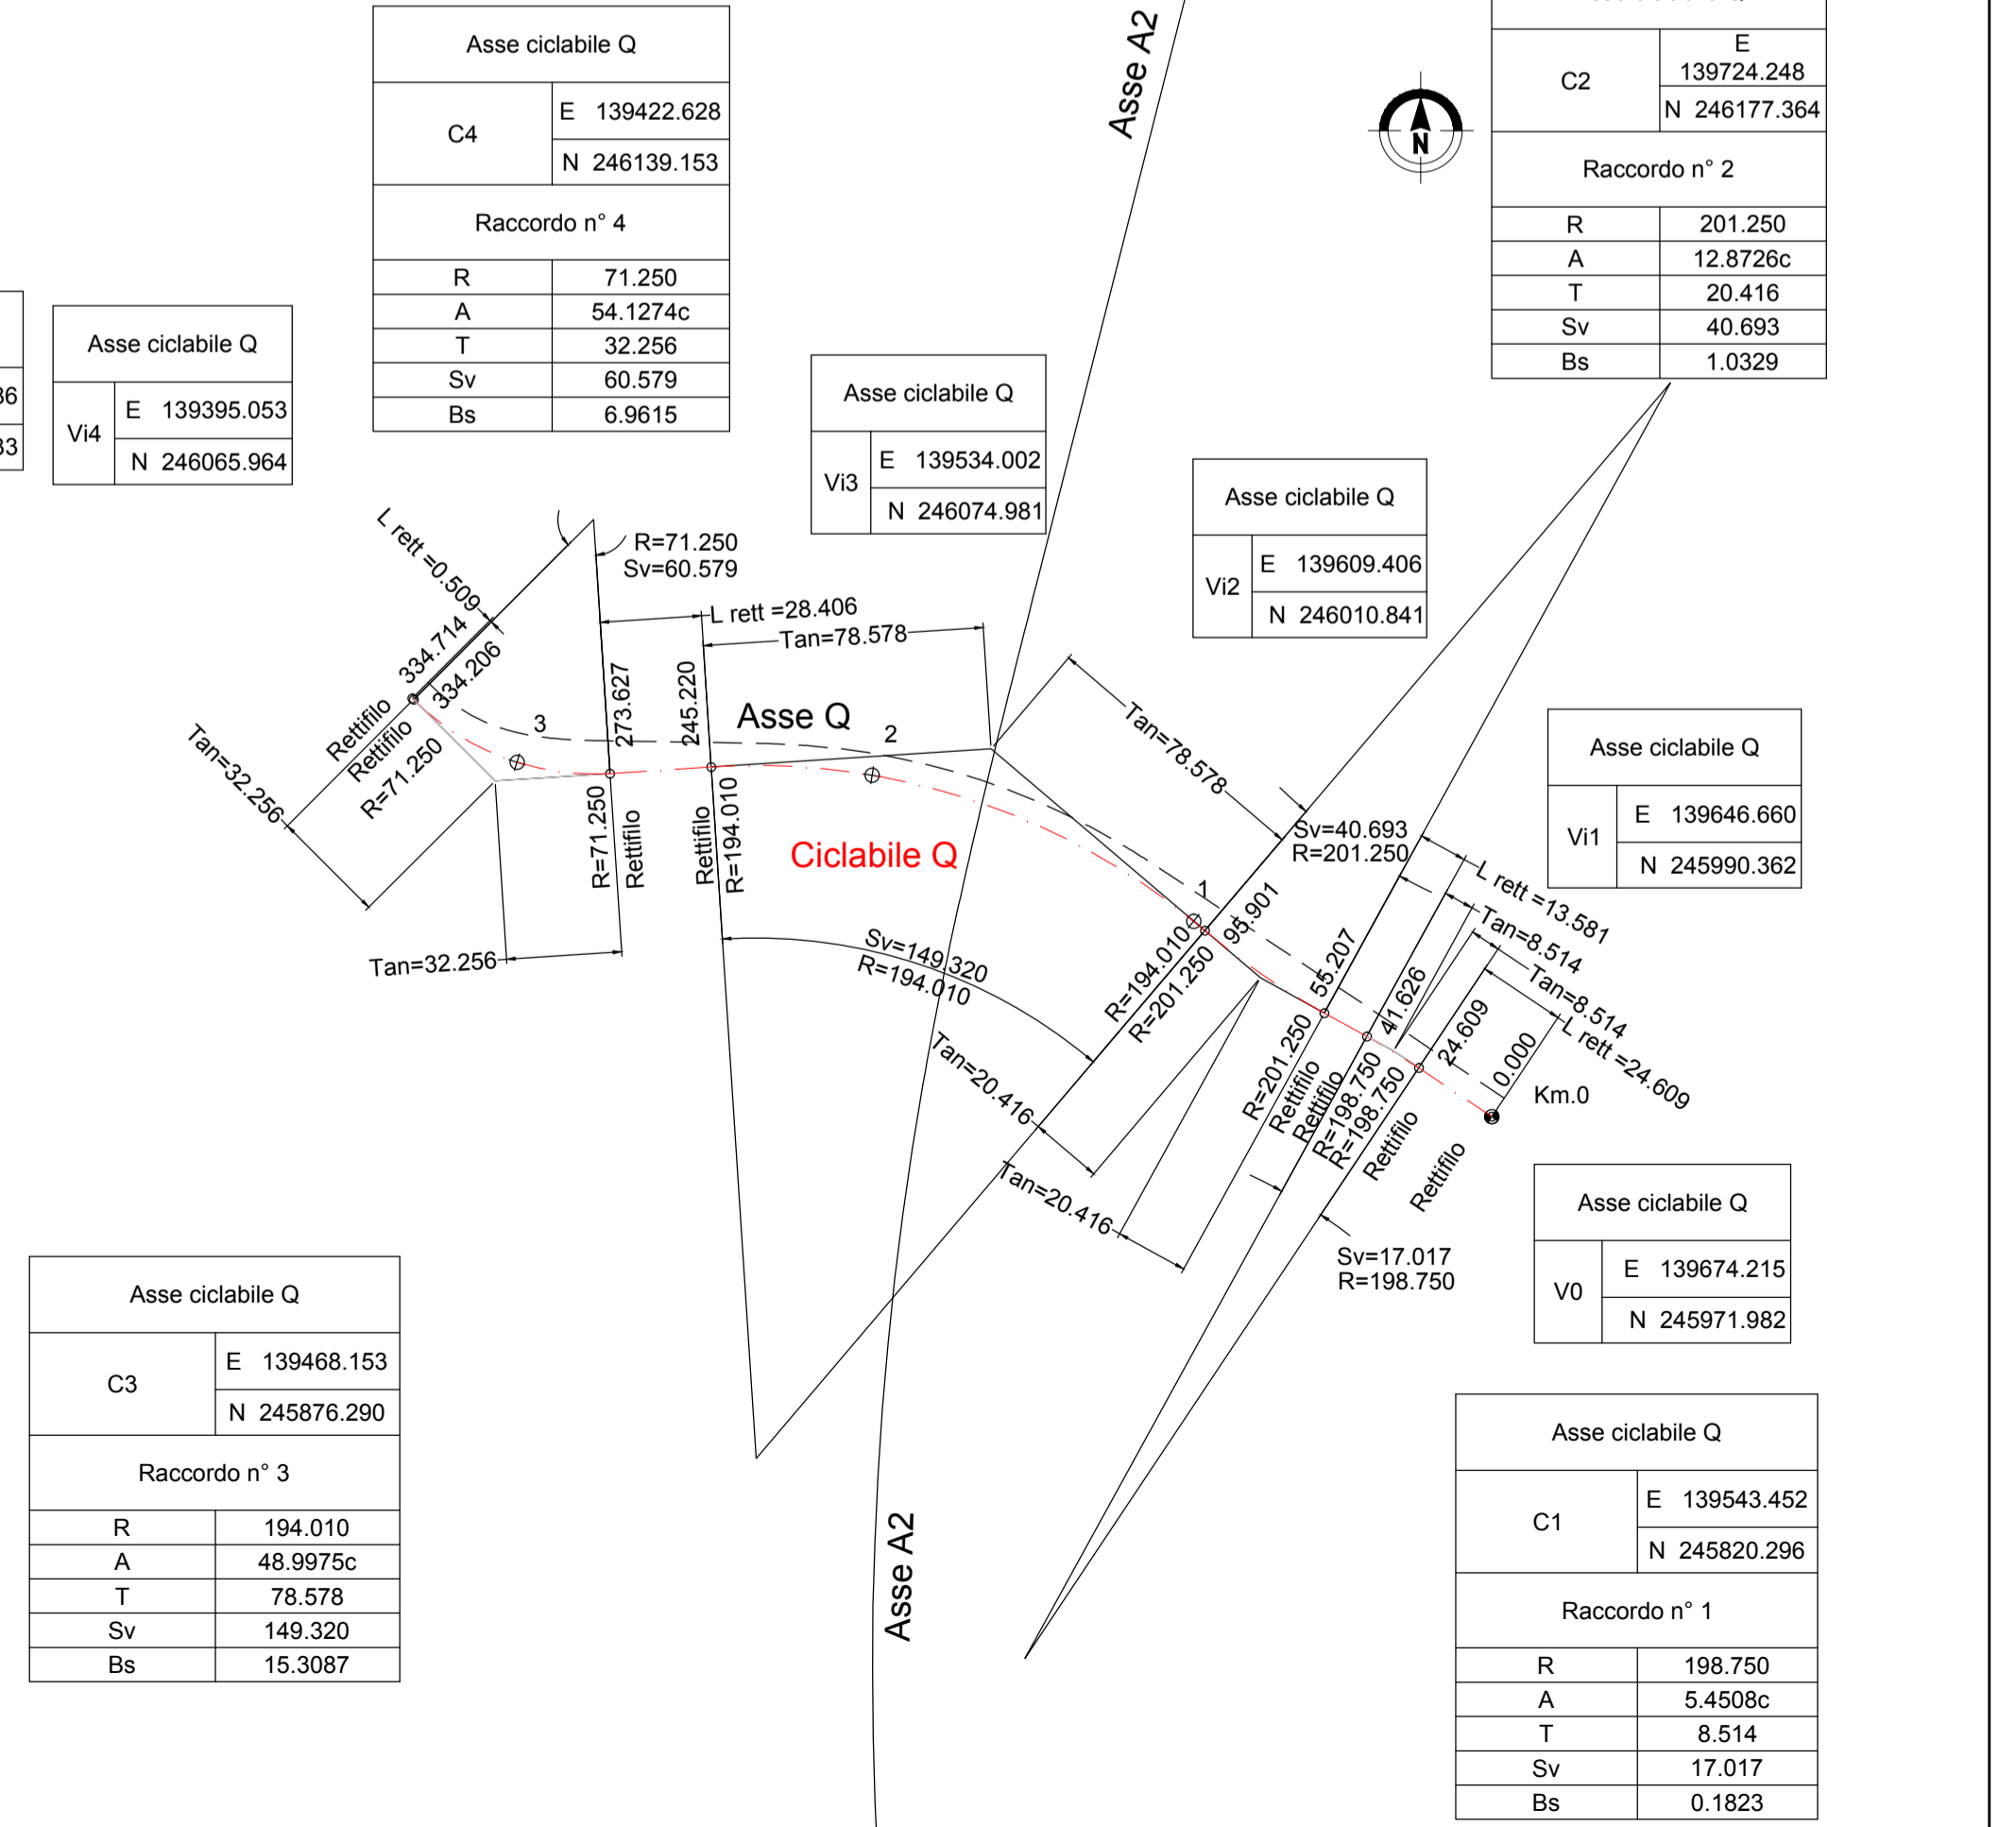 Asse ciclabile Q
C4
E 139422.628
N 246139.153
Raccordo n° 4
R 71.250
A 54.1274c
T 32.256
Sv 60.579
Bs 6.9615
Asse A2
N
C2
E
139724.248
N 246177.364
Raccordo n° 2
R 201.250
A 12.8726c
T 20.416
Sv 40.693
Bs 1.0329
Asse ciclabile Q
Vi4
E 139395.053
N 246065.964
Asse ciclabile Q
Vi3
E 139534.002
N 246074.981
Asse ciclabile Q
Vi2
E 139609.406
N 246010.841
Asse ciclabile Q
Vi1
E 139646.660
N 245990.362
L rett =0.509
R=71.250
Sv=60.579
L rett =28.406
Tan=78.578
334.714
334.206
273.627
245.220
Asse Q
3
2
1
Tan=78.578
Rettifilo
Rettifilo
R=71.250
Tan=32.256
Tan=32.256
R=71.250
Rettifilo
Rettifilo
R=194.010
Ciclabile Q
Sv=149.320
R=194.010
Sv=40.693
R=201.250
95.901
R=194.010
R=201.250
L rett =13.581
Tan=8.514
Tan=8.514
L rett =24.609
55.207
41.626
24.609
0.000
Km.0
Tan=20.416
Tan=20.416
R=201.250
Rettifilo
Rettifilo
R=198.750
R=198.750
Rettifilo
Rettifilo
Sv=17.017
R=198.750
Asse ciclabile Q
V0
E 139674.215
N 245971.982
Asse ciclabile Q
C3
E 139468.153
N 245876.290
Raccordo n° 3
R 194.010
A 48.9975c
T 78.578
Sv 149.320
Bs 15.3087
Asse A2
Asse ciclabile Q
C1
E 139543.452
N 245820.296
Raccordo n° 1
R 198.750
A 5.4508c
T 8.514
Sv 17.017
Bs 0.1823